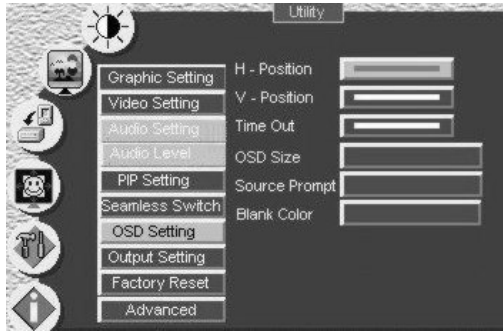 Utility
Graphic Setting
Video Setting
Audio Setting
Audio Level
PIP Setting
Seamless Switch
OSD Setting
Output Setting
Factory Reset
Advanced
H - Position
V - Position
Time Out
OSD Size
Source Prompt
Blank Color